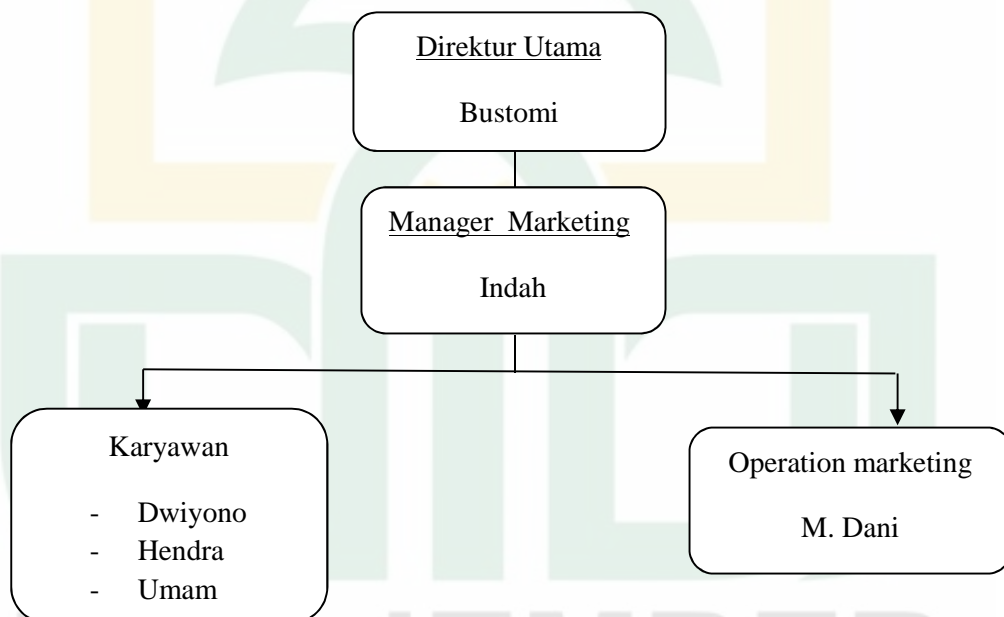 Direktur Utama
Bustomi
Manager Marketing
Indah
Karyawan
- Dwiyono
- Hendra
- Umam
Operation marketing
M. Dani